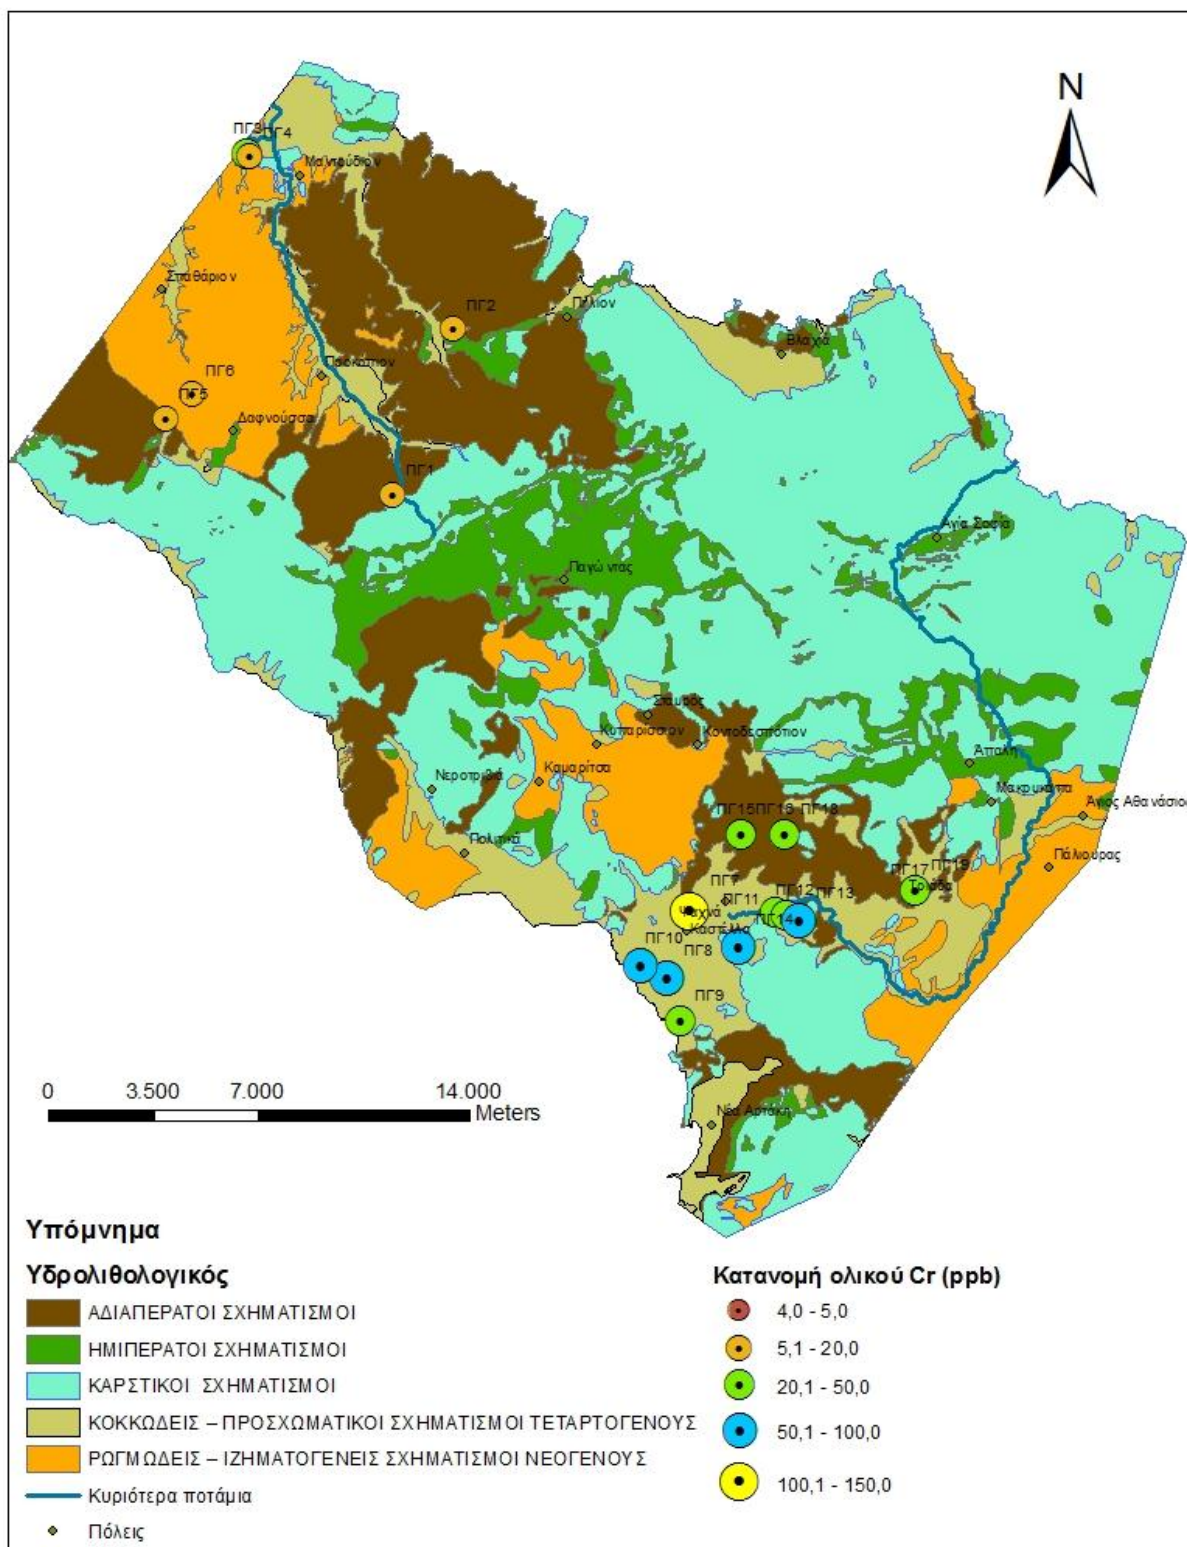 N
ΠΓ3 ΠΓ4
Μαντούδιον
Σπαθάριον
ΠΓ2
Πήλιον
Βλαχιά
Προκόπιον
ΠΓ6
ΠΓ5
Δαφνούσσα
ΠΓ1
Αγία Σοφία
Παγώντας
Σταυρός
Κυπαρίσσιον
Κοντοδεσπότιον
Άτταλη
Καμαρίτσα
Νεροτριβιά
Μακρυκάπα
Άγιος Αθανάσιος
ΠΓ15 ΠΓ16 ΠΓ18
Πολιτικά
Πάλιουρας
ΠΓ17 ΠΓ19
Τριάδα
ΠΓ7
ΠΓ12 ΠΓ13
ΠΓ11
Ψαχνά
ΠΓ14
Καστέλλα
ΠΓ10
ΠΓ8
ΠΓ9
0 3.500 7.000 14.000
Meters
Νέα Αρτάκη
Υπόμνημα
Υδρολιθολογικός
ΑΔΙΑΠΕΡΑΤΟΙ ΣΧΗΜΑΤΙΣΜΟΙ
ΗΜΙΠΕΡΑΤΟΙ ΣΧΗΜΑΤΙΣΜΟΙ
ΚΑΡΣΤΙΚΟΙ ΣΧΗΜΑΤΙΣΜΟΙ
ΚΟΚΚΩΔΕΙΣ – ΠΡΟΣΧΩΜΑΤΙΚΟΙ ΣΧΗΜΑΤΙΣΜΟΙ ΤΕΤΑΡΤΟΓΕΝΟΥΣ
ΡΩΓΜΩΔΕΙΣ – ΙΖΗΜΑΤΟΓΕΝΕΙΣ ΣΧΗΜΑΤΙΣΜΟΙ ΝΕΟΓΕΝΟΥΣ
Κυριότερα ποτάμια
Πόλεις
Κατανομή ολικού Cr (ppb)
4,0 - 5,0
5,1 - 20,0
20,1 - 50,0
50,1 - 100,0
100,1 - 150,0